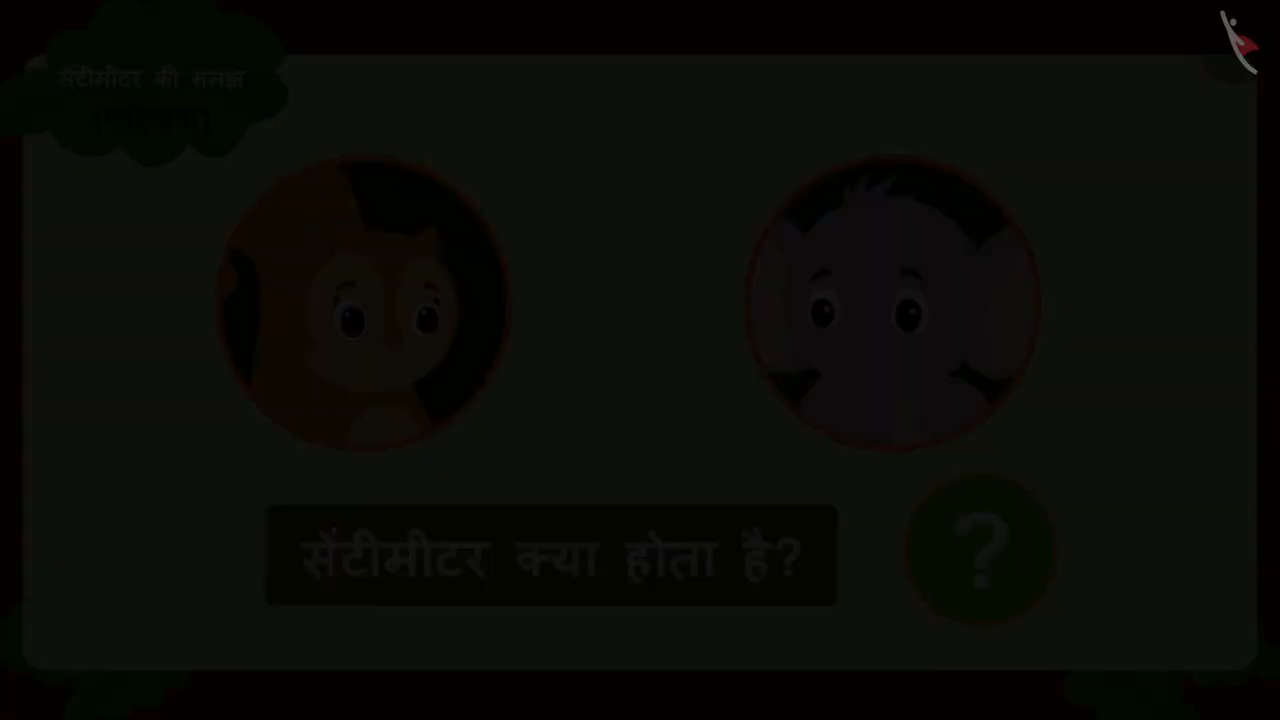 सेंटीमीटर की समझ
सेंटीमीटर क्या होता है?
?